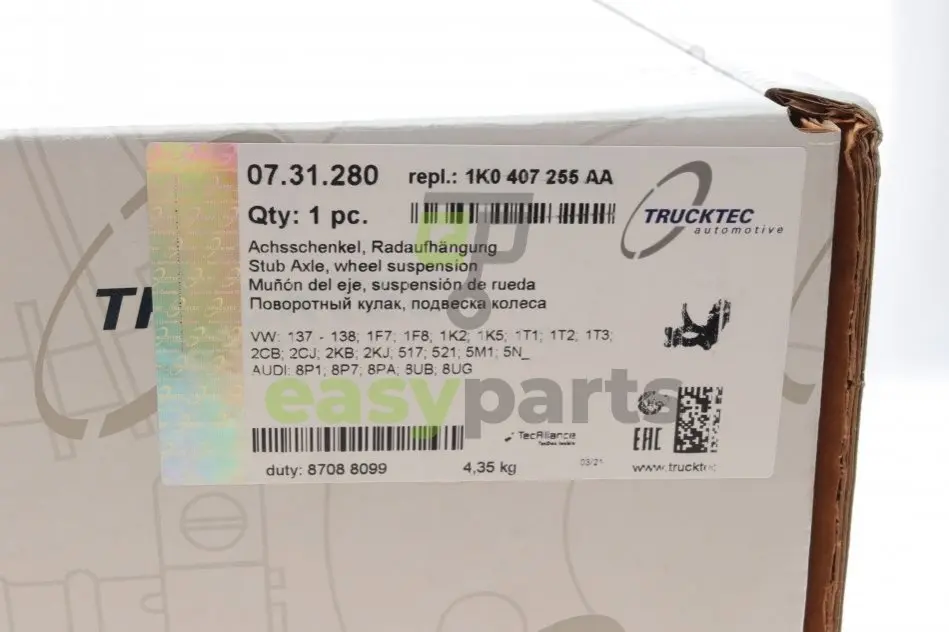 07.31.280 repl.: 1K0 407 255 AA
Qty: 1 pc.
TRUCKTEC
automotive
Achsschenkel, Radaufhängung
Stub Axle, wheel suspension
Muñón del eje, suspensión de rueda
Поворотный кулак, подвеска колеса
VW: 137 - 138; 1F7; 1F8; 1K2; 1K5; 1T1; 1T2; 1T3;
2CB; 2CJ; 2KB; 2KJ; 517; 521; 5M1; 5N_
AUDI: 8P1; 8P7; 8PA; 8UB; 8UG
easyparts
TecAlliance
EAC
duty: 8708 8099 4,35 kg 03/21 www.truckt
TR